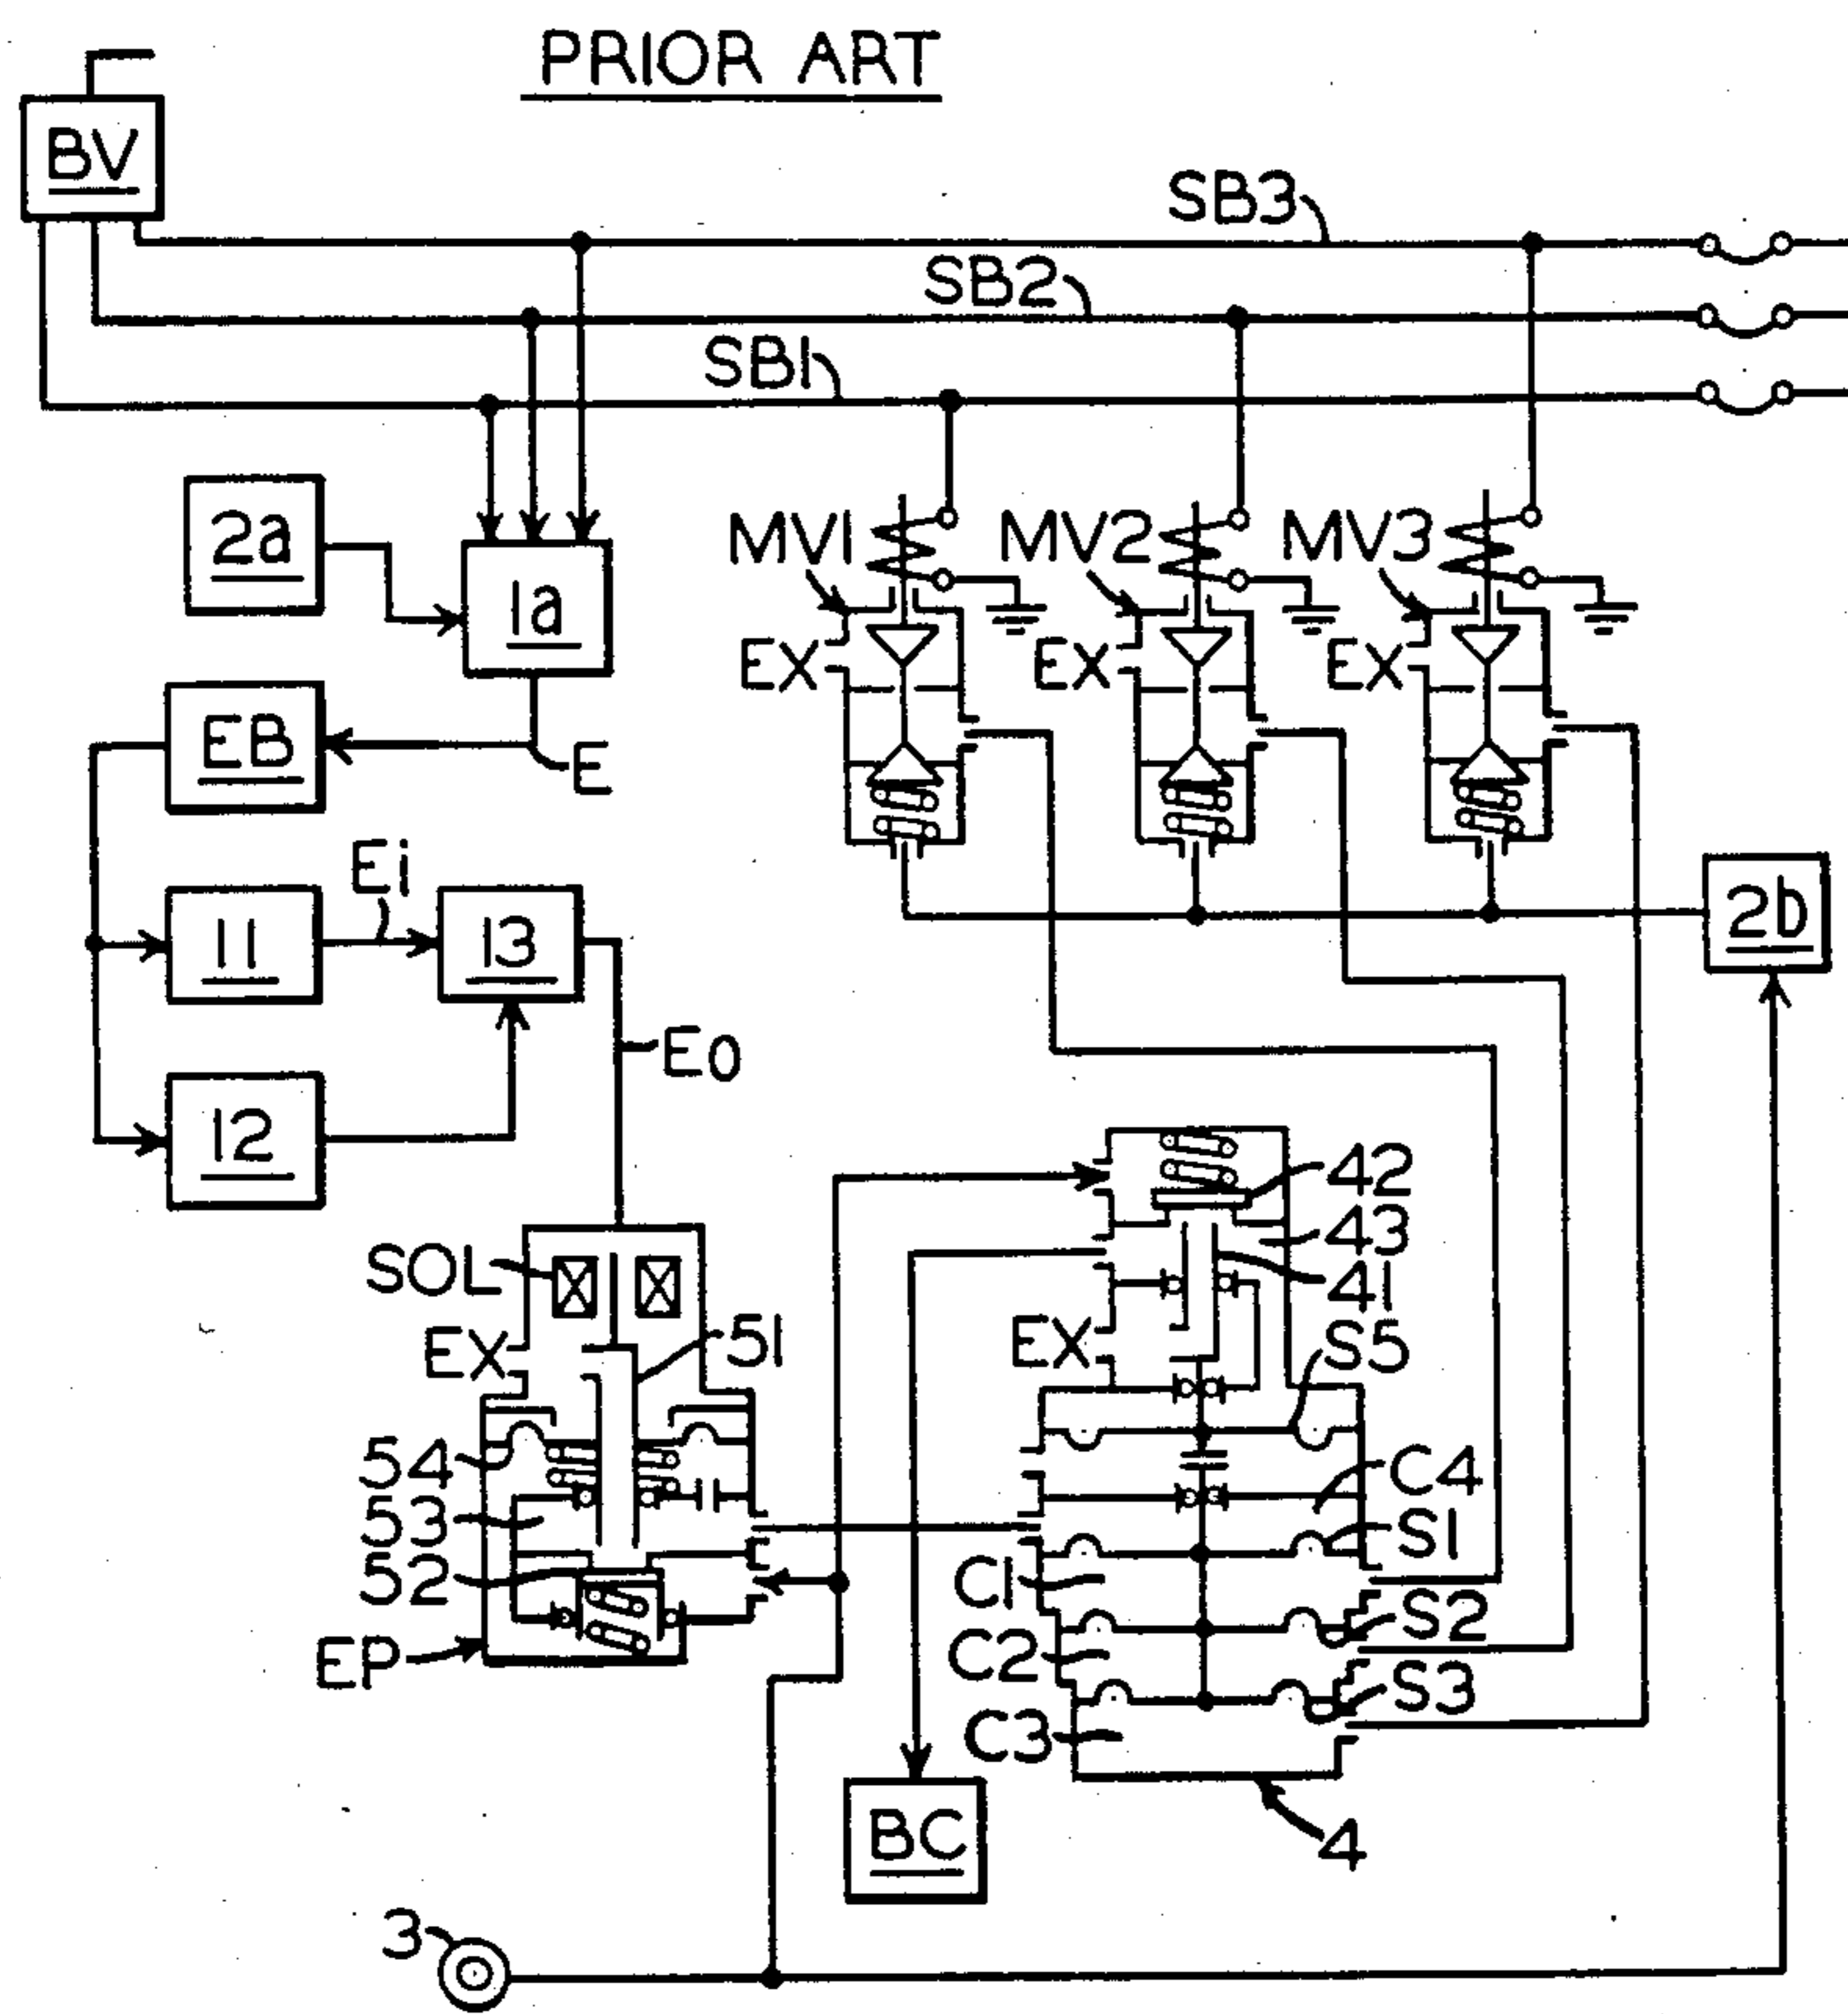 PRIOR ART
BV
SB3
SB2
SB1
2a
1a
MV1
MV2
MV3
EX
EX
EX
EB
E
Ei
11
13
2b
Eo
12
42
43
SOL
41
EX
51
EX
S5
54
C4
53
S1
52
C1
S2
EP
C2
S3
C3
BC
4
3